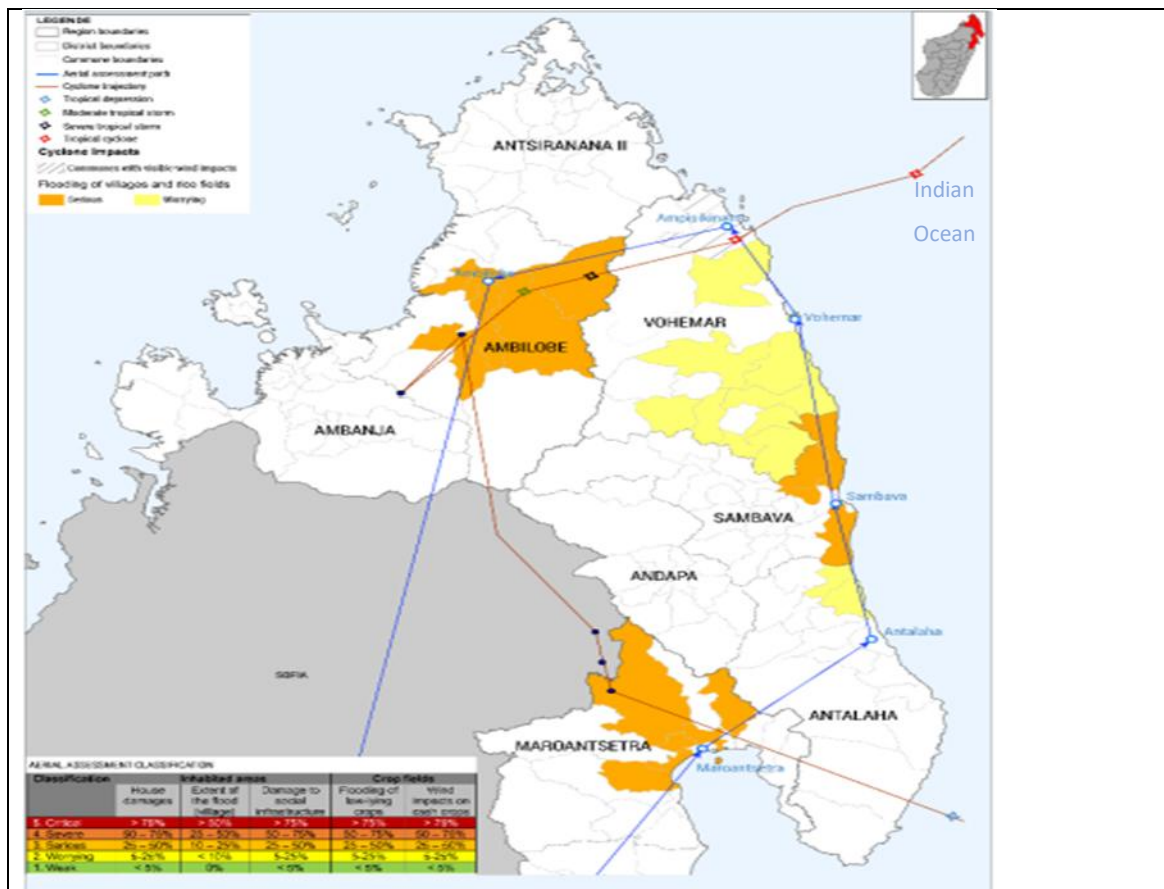 LEGENDE
Region boundaries
District boundaries
Commune boundaries
Aerial assessment path
Cyclone trajectory
Tropical depression
Moderate tropical storm
Severe tropical storm
Tropical cyclone
Cyclone Impacts
Communes with visible wind impacts
Flooding of villages and rice fields
Serious Worrying
ANTSIRANANA II
Indian
Ocean
VOHEMAR
Vohemar
AMBILOBE
AMBANJA
Sambava
SAMBAVA
ANDAPA
Antalaha
SOFIA
ANTALAHA
MAROANTSETRA
Maroantsetra
AERIAL ASSESSMENT CLASSIFICATION
Classification Inhabited areas Crop fields
House damages Extent of the flood (village) Damage to social infrastructure Flooding of low-lying crops Wind impacts on cash crops
5. Critical > 75% > 50% > 75% > 75% > 75%
4. Severe 50 – 75% 25 – 50% 50 – 75% 50 – 75% 50 – 75%
3. Serious 25 – 50% 10 – 25% 25 – 50% 25 – 50% 25 – 50%
2. Worrying 5-25% < 10% 5-25% 5-25% 5-25%
1. Weak < 5% 0% < 5% < 5% < 5%